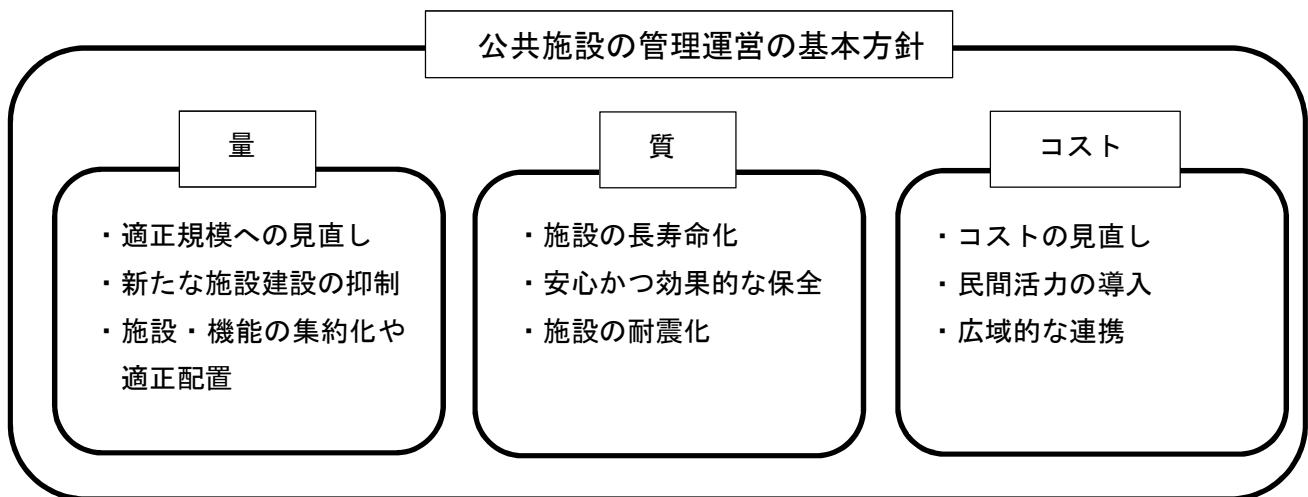 公共施設の管理運営の基本方針
量
・適正規模への見直し
・新たな施設建設の抑制
・施設・機能の集約化や
適正配置
質
・施設の長寿命化
・安心かつ効果的な保全
・施設の耐震化
コスト
・コストの見直し
・民間活力の導入
・広域的な連携